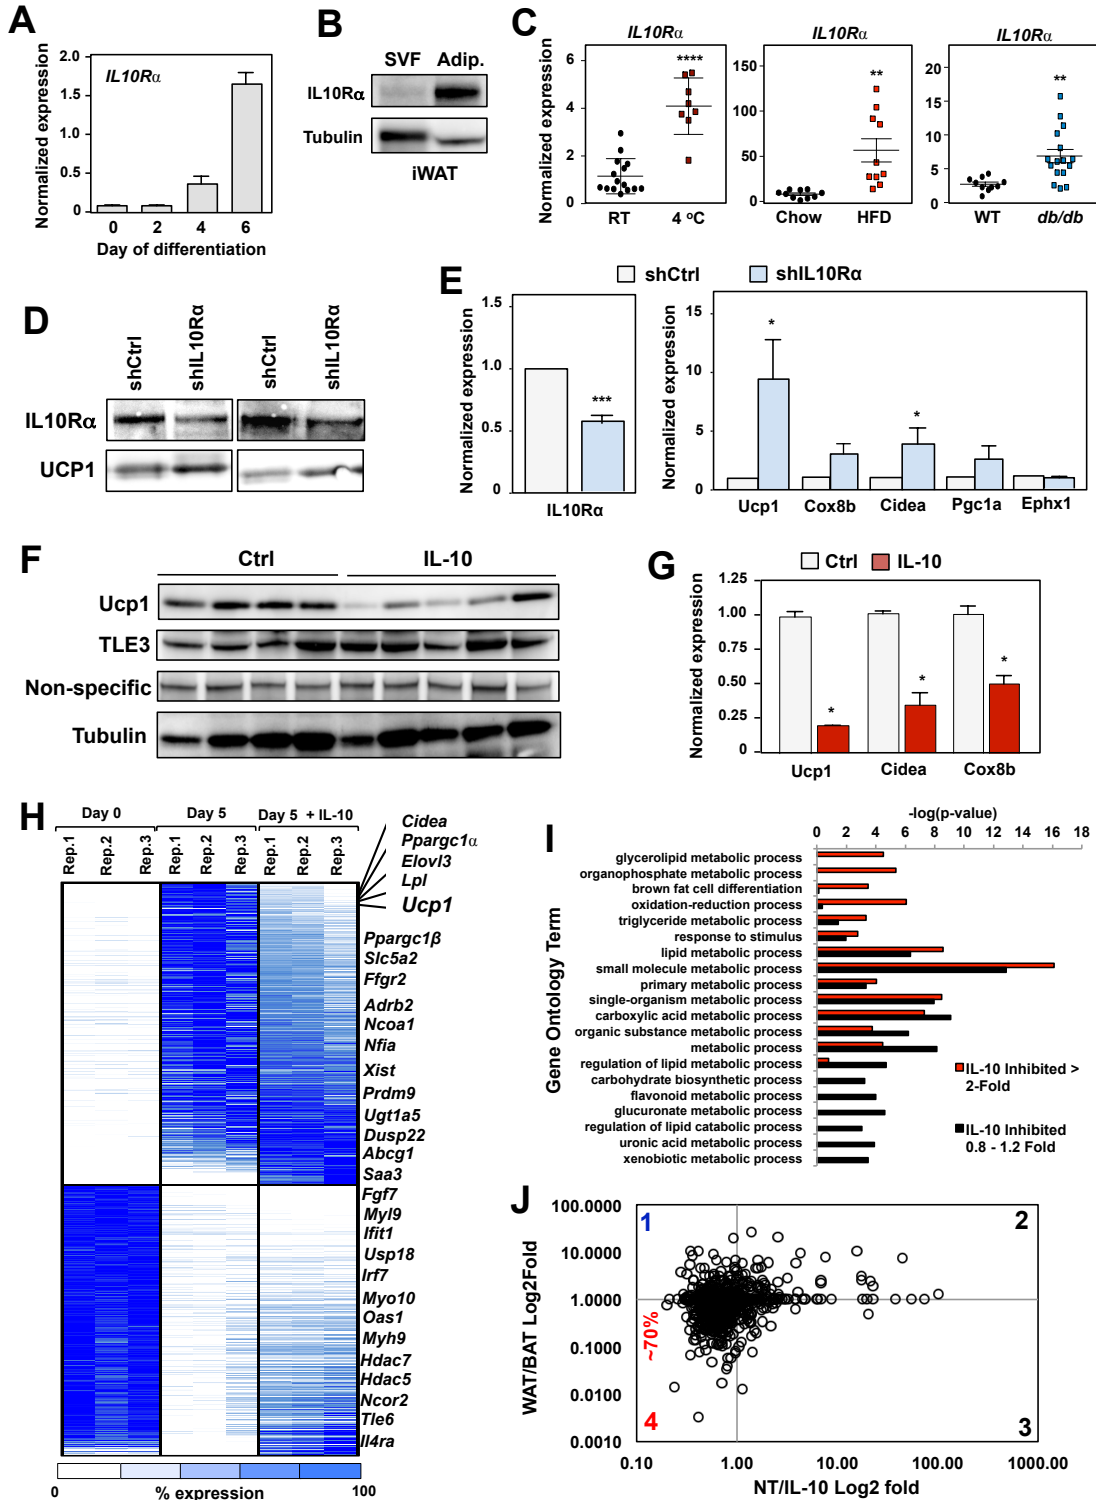 A
Normalized expression
2.0
1.5
1.0
0.5
0
IL10Rα
0 2 4 6
Day of differentiation
B
SVF Adip.
IL10Rα
Tubulin
iWAT
C
Normalized expression
IL10Rα
6
4
2
0
****
RT 4 °C
IL10Rα
150
100
50
0
**
Chow HFD
IL10Rα
20
15
10
5
0
**
WT db/db
D
shCtrl
shIL10Rα
shCtrl
shIL10Rα
IL10Rα
UCP1
E
shCtrl
shIL10Rα
Normalized expression
1.5
1.0
0.5
0
***
IL10Rα
Normalized expression
15
10
5
0
*
*
Ucp1 Cox8b Cidea Pgc1a Ephx1
F
Ctrl IL-10
Ucp1
TLE3
Non-specific
Tubulin
G
Ctrl IL-10
Normalized expression
1.25
1.00
0.75
0.50
0.25
0
*
*
*
Ucp1 Cidea Cox8b
H
Day 0 Day 5 Day 5 + IL-10
Rep.1 Rep.2 Rep.3 Rep.1 Rep.2 Rep.3 Rep.1 Rep.2 Rep.3
Cidea
Ppargc1α
Elovl3
Lpl
Ucp1
Ppargc1β
Slc5a2
Ffgr2
Adrb2
Ncoa1
Nfia
Xist
Prdm9
Ugt1a5
Dusp22
Abcg1
Saa3
Fgf7
Myl9
Ifit1
Usp18
Irf7
Myo10
Oas1
Myh9
Hdac7
Hdac5
Ncor2
Tle6
Il4ra
0 100
% expression
I
-log(p-value)
0 2 4 6 8 10 12 14 16 18
Gene Ontology Term
glycerolipid metabolic process
organophosphate metabolic process
brown fat cell differentiation
oxidation-reduction process
triglyceride metabolic process
response to stimulus
lipid metabolic process
small molecule metabolic process
primary metabolic process
single-organism metabolic process
carboxylic acid metabolic process
organic substance metabolic process
metabolic process
regulation of lipid metabolic process
carbohydrate biosynthetic process
flavonoid metabolic process
glucuronate metabolic process
regulation of lipid catabolic process
uronic acid metabolic process
xenobiotic metabolic process
IL-10 Inhibited >
2-Fold
IL-10 Inhibited
0.8 - 1.2 Fold
J
WAT/BAT Log2Fold
100.0000
10.0000
1.0000
0.1000
0.0100
0.0010
1
2
~70%
4
3
0.10 1.00 10.00 100.00 1000.00
NT/IL-10 Log2 fold